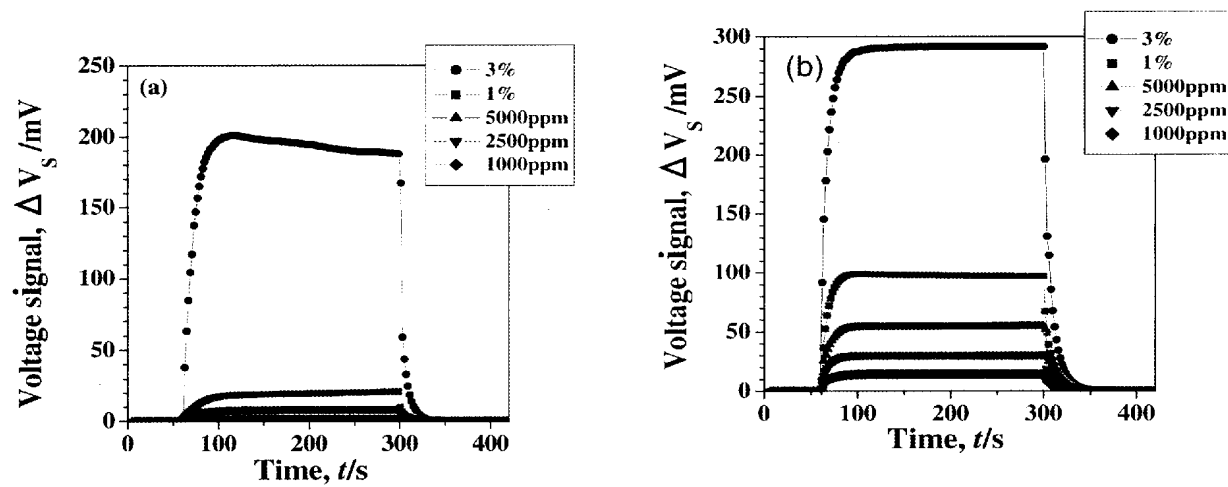 (a)
3%
1%
5000ppm
2500ppm
1000ppm
250
200
150
100
50
0
0 100 200 300 400
Voltage signal, Δ V_S /mV
Time, t/s
(b)
3%
1%
5000ppm
2500ppm
1000ppm
300
250
200
150
100
50
0
0 100 200 300 400
Voltage signal, Δ V_S /mV
Time, t/s